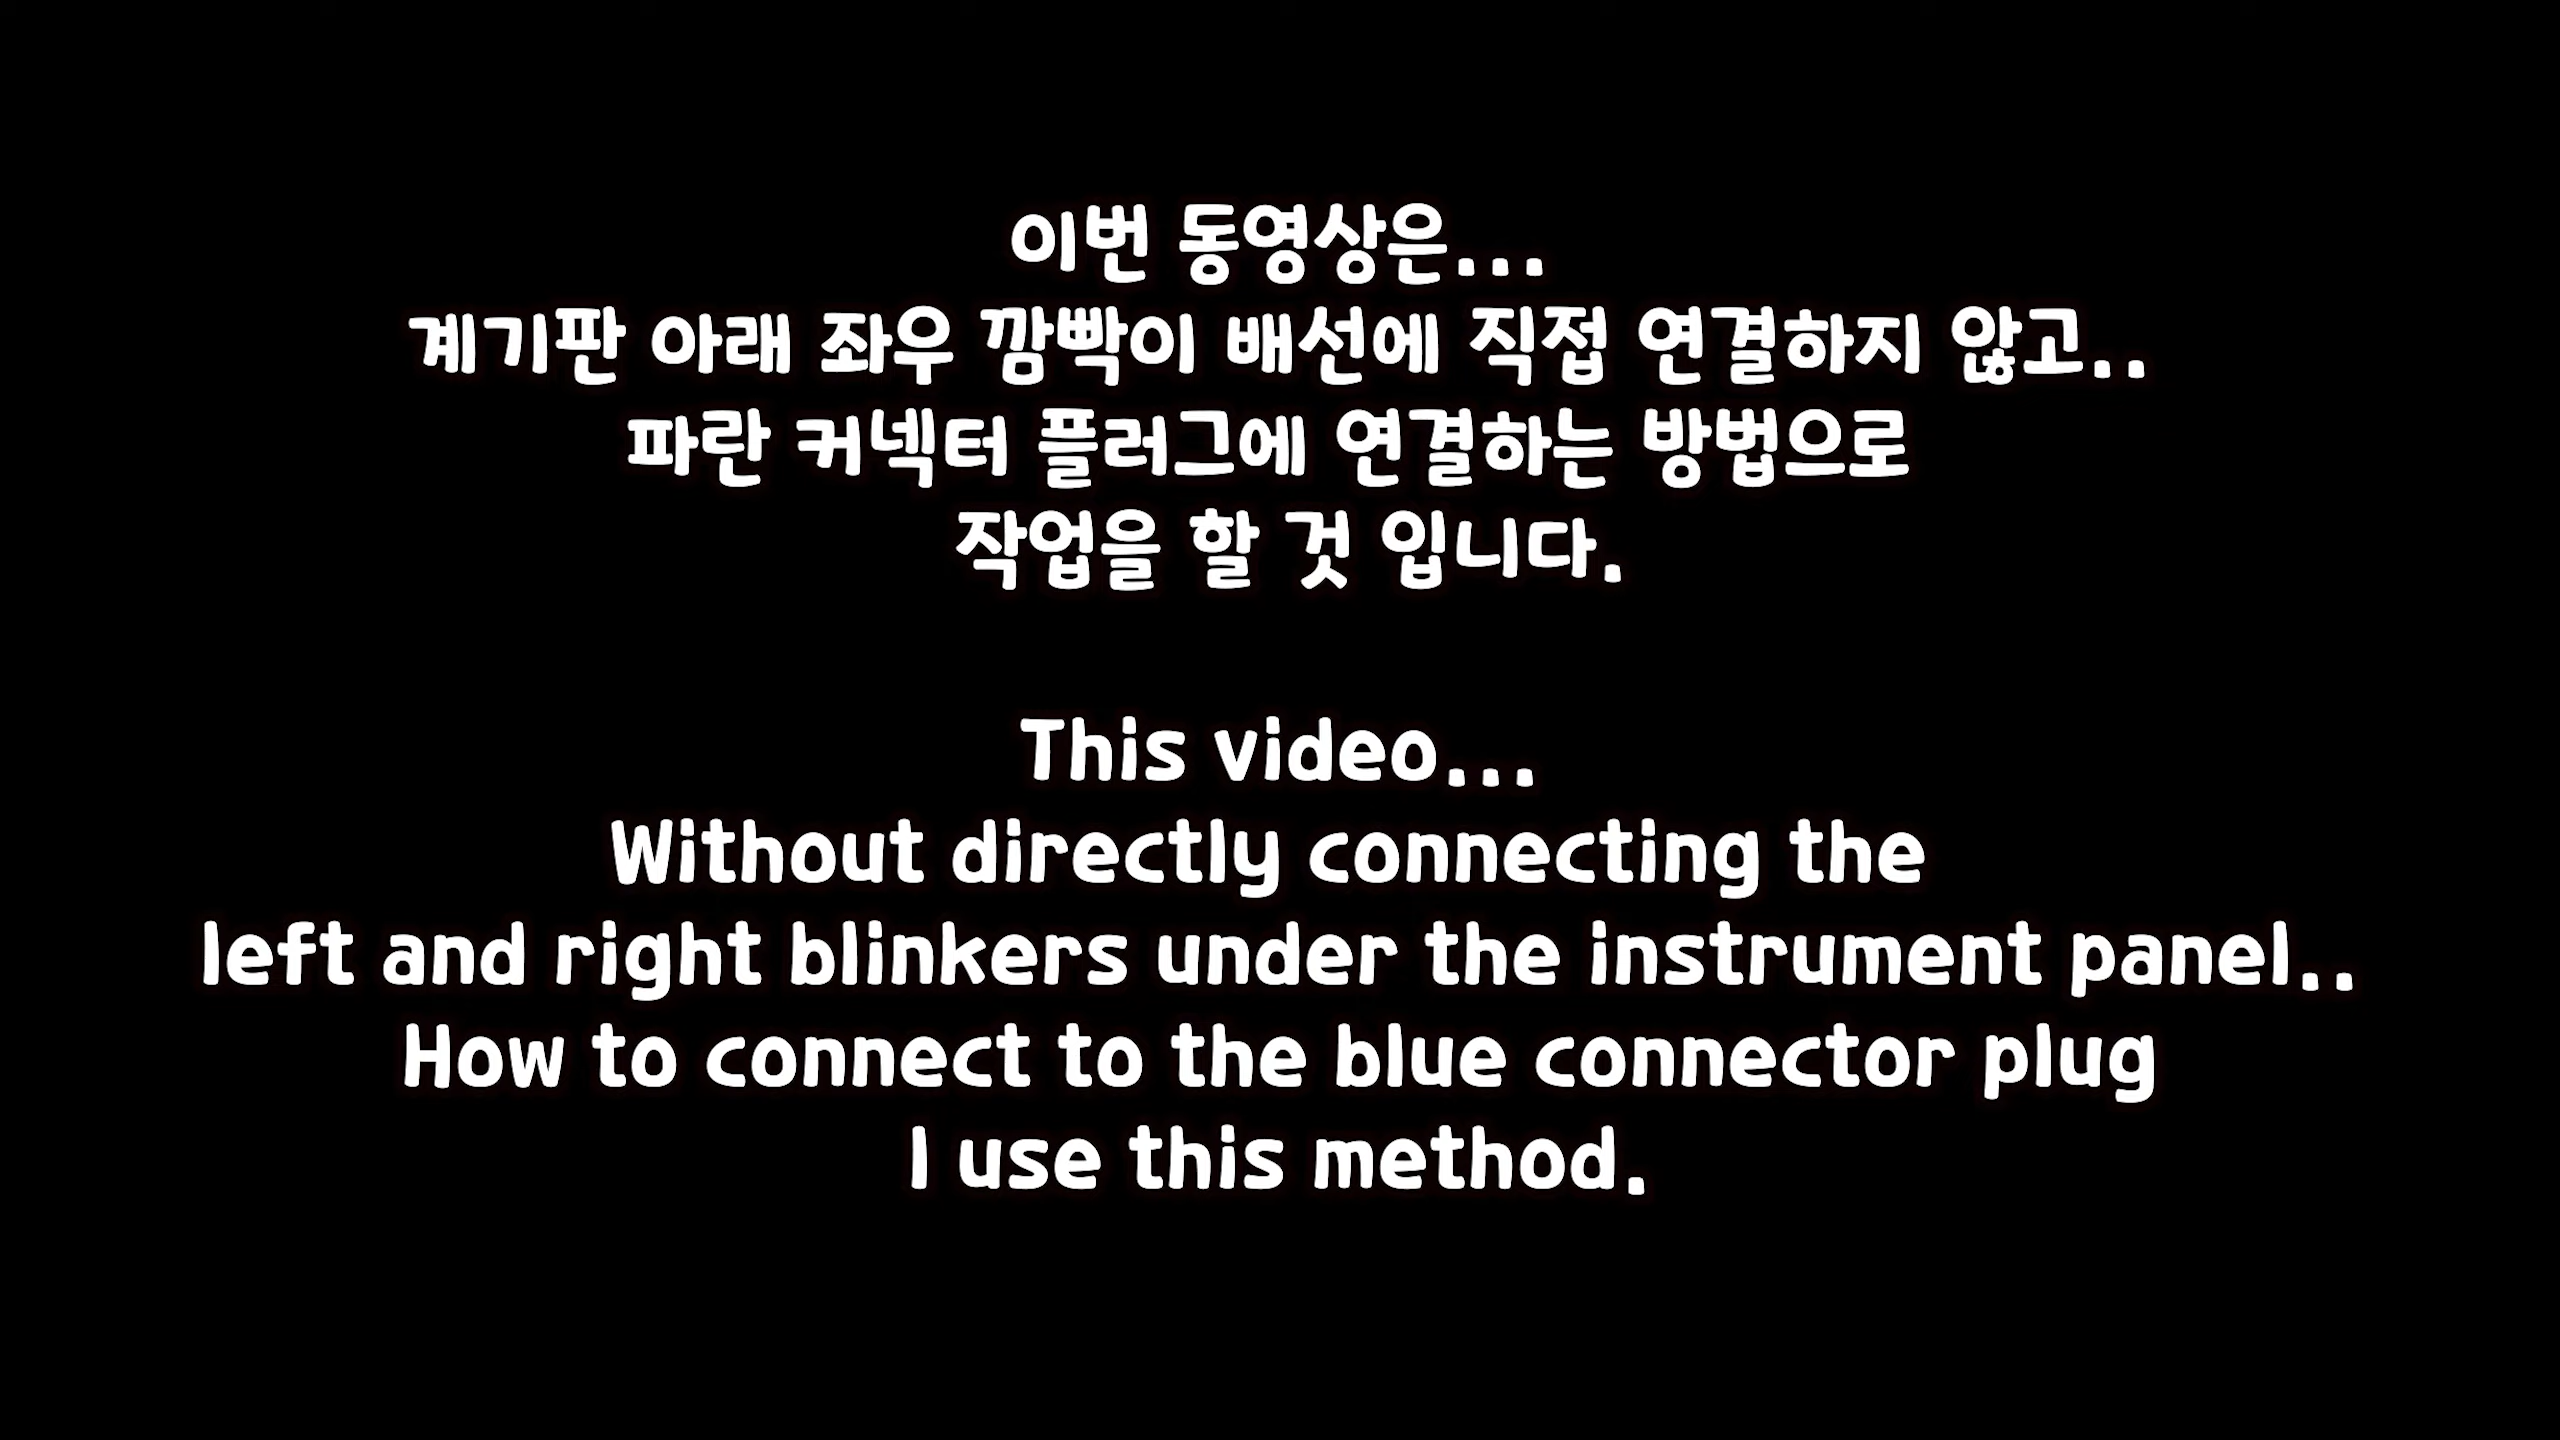 이번 동영상은...
계기판 아래 좌우 깜빡이 배선에 직접 연결하지 않고..
파란 커넥터 플러그에 연결하는 방법으로
작업을 할 것 입니다.
This video...
Without directly connecting the
left and right blinkers under the instrument panel..
How to connect to the blue connector plug
I use this method.